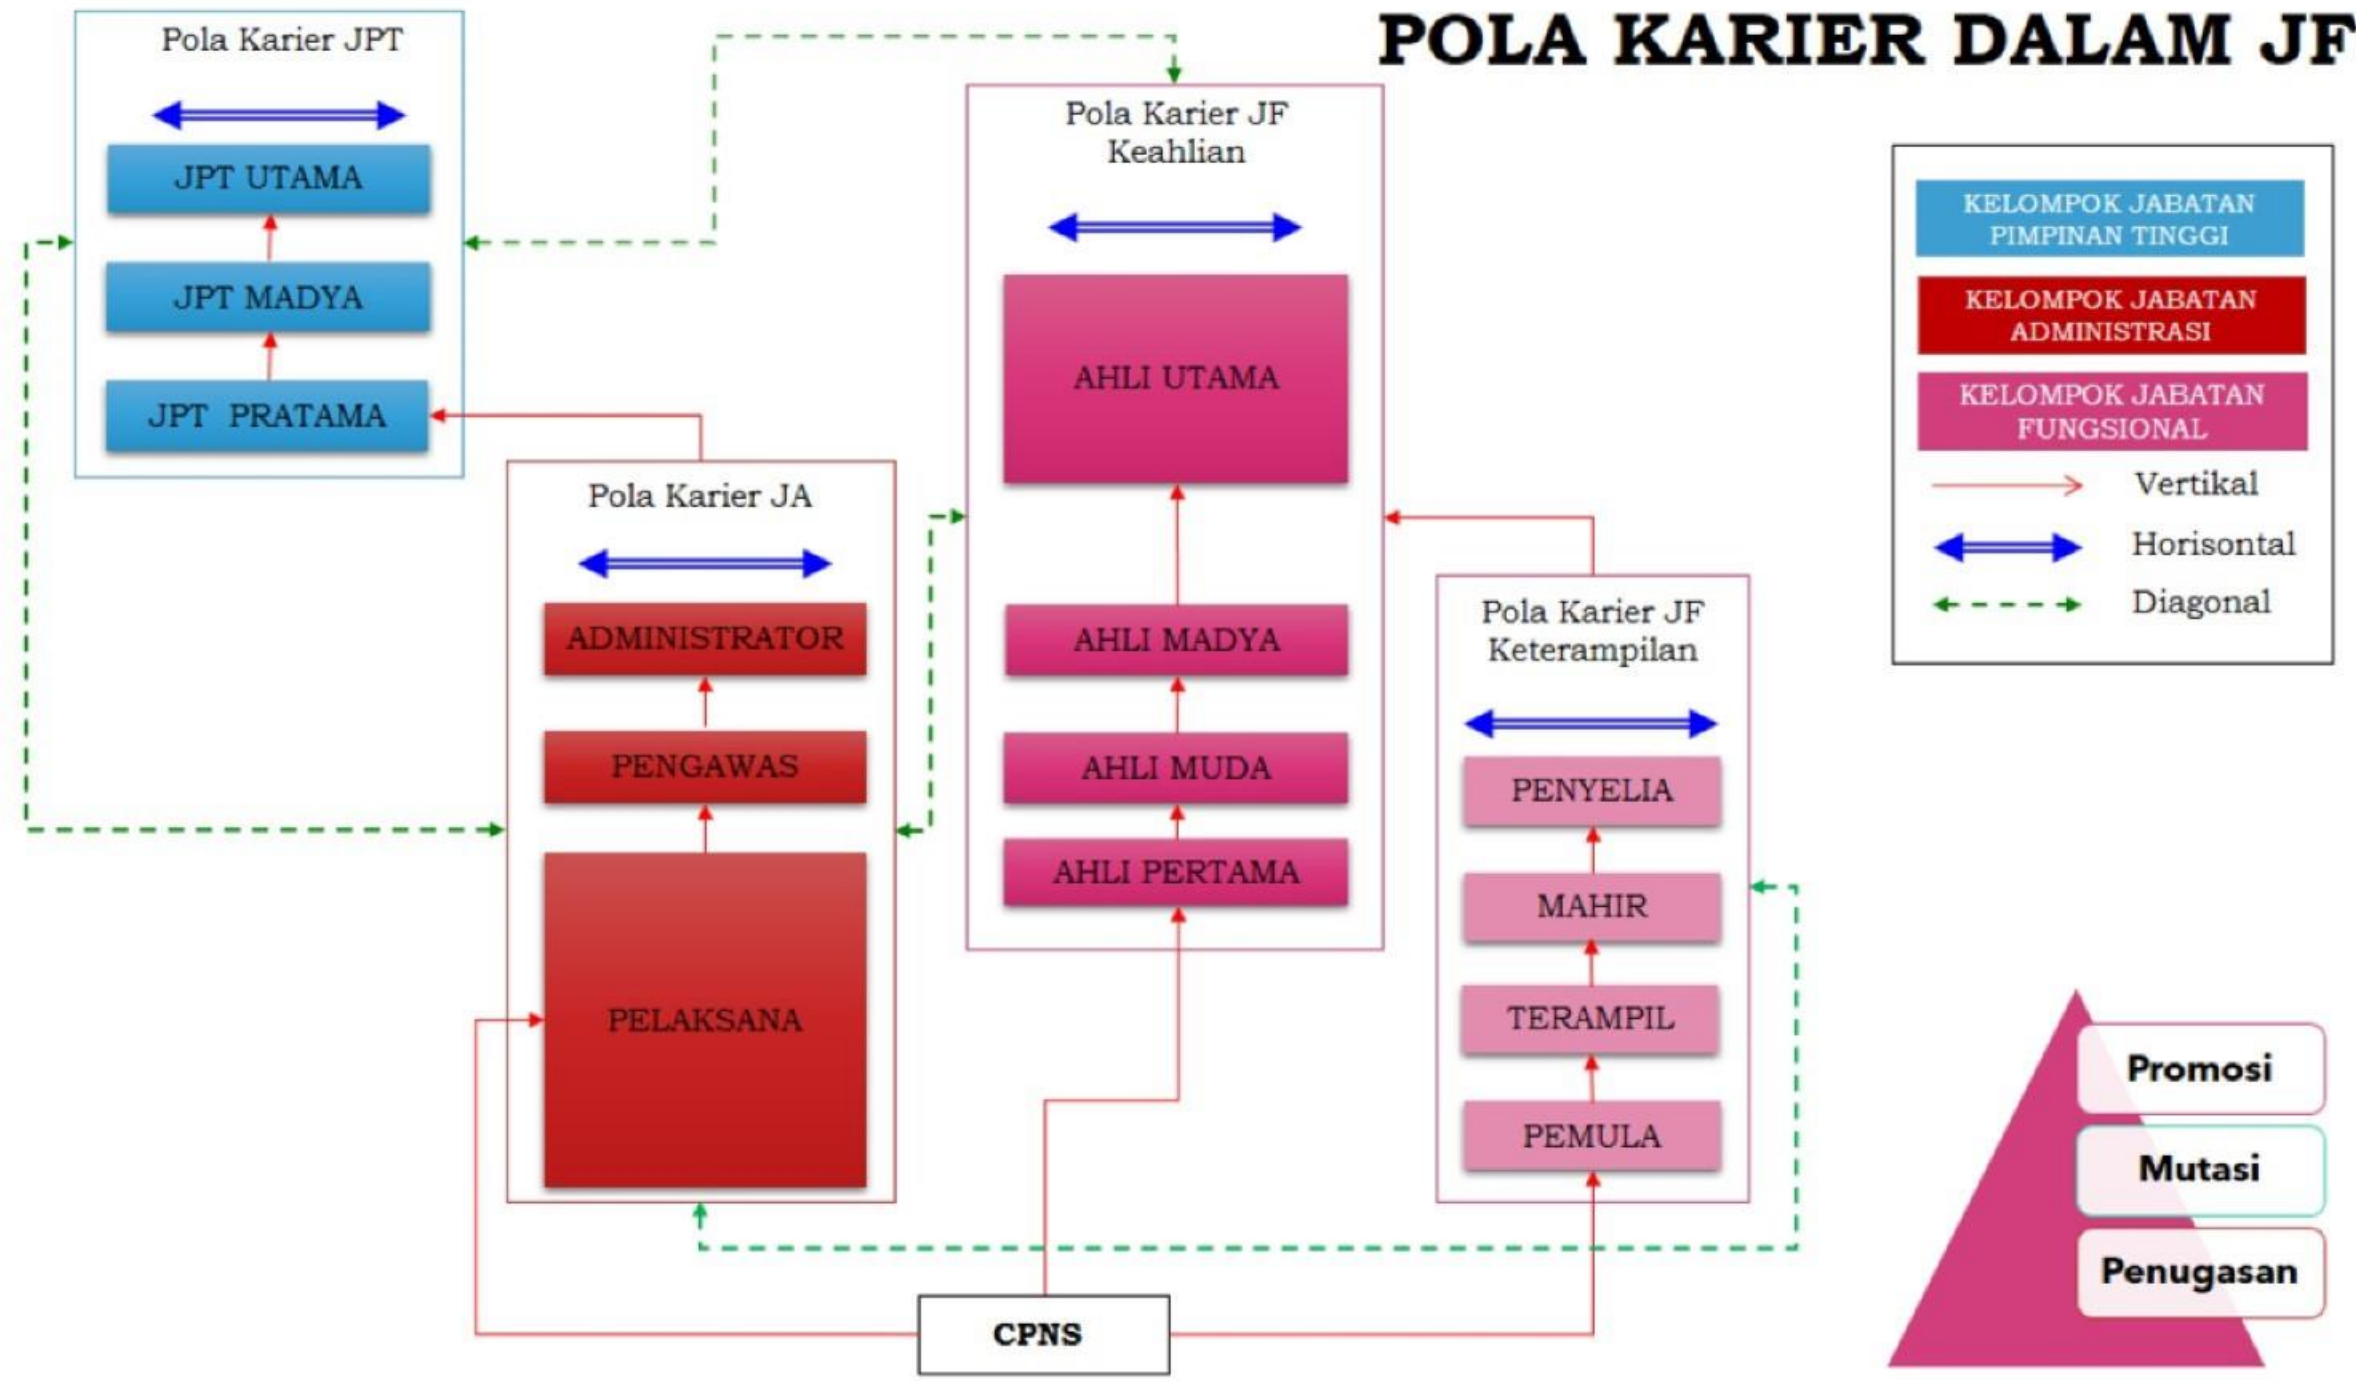 POLA KARIER DALAM JF
Pola Karier JPT
JPT UTAMA
JPT MADYA
JPT PRATAMA
Pola Karier JA
ADMINISTRATOR
PENGAWAS
PELAKSANA
Pola Karier JF
Keahlian
AHLI UTAMA
AHLI MADYA
AHLI MUDA
AHLI PERTAMA
Pola Karier JF
Keterampilan
PENYELIA
MAHIR
TERAMPIL
PEMULA
CPNS
KELOMPOK JABATAN
PIMPINAN TINGGI
KELOMPOK JABATAN
ADMINISTRASI
KELOMPOK JABATAN
FUNGSIONAL
Vertikal
Horisontal
Diagonal
Promosi
Mutasi
Penugasan